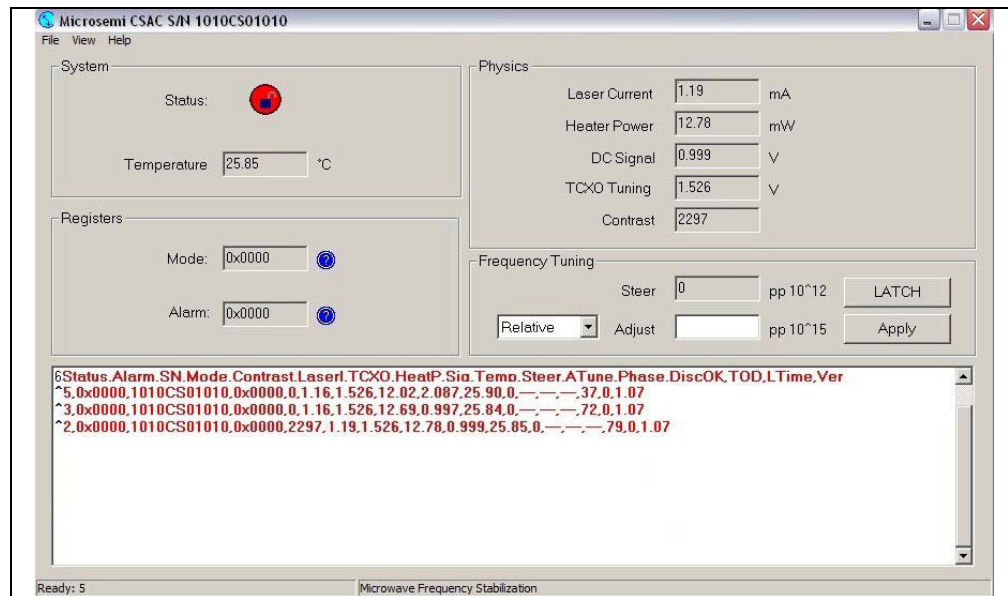 Microsemi CSAC S/N 1010CS01010
File View Help
System
Status:
Temperature 25.85 °C
Registers
Mode: 0x0000
Alarm: 0x0000
Physics
Laser Current 1.19 mA
Heater Power 12.78 mW
DC Signal 0.999 V
TCXO Tuning 1.526 V
Contrast 2297
Frequency Tuning
Steer 0 pp 10^12 LATCH
Relative Adjust pp 10^15 Apply
6Status,Alarm,SN,Mode,Contrast,LaserI,TCXO,HeatP,Sig,Temp,Steer,ATune,Phase,DiscOK,TOD,LTime,Ver
^5,0x0000,1010CS01010,0x0000,0,1.16,1.526,12.02,2.087,25.90,0,---,---,---,37,0,1.07
^3,0x0000,1010CS01010,0x0000,0,1.16,1.526,12.69,0.997,25.84,0,---,---,---,72,0,1.07
^2,0x0000,1010CS01010,0x0000,2297,1.19,1.526,12.78,0.999,25.85,0,---,---,---,79,0,1.07
Ready: 5 Microwave Frequency Stabilization